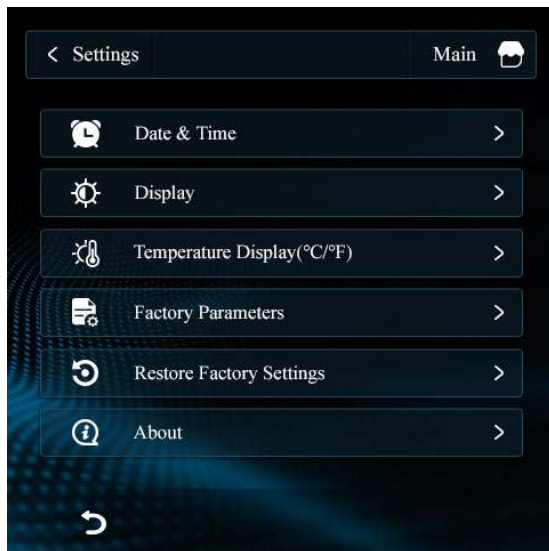 Settings
Main
Date & Time
Display
Temperature Display(°C/°F)
Factory Parameters
Restore Factory Settings
About